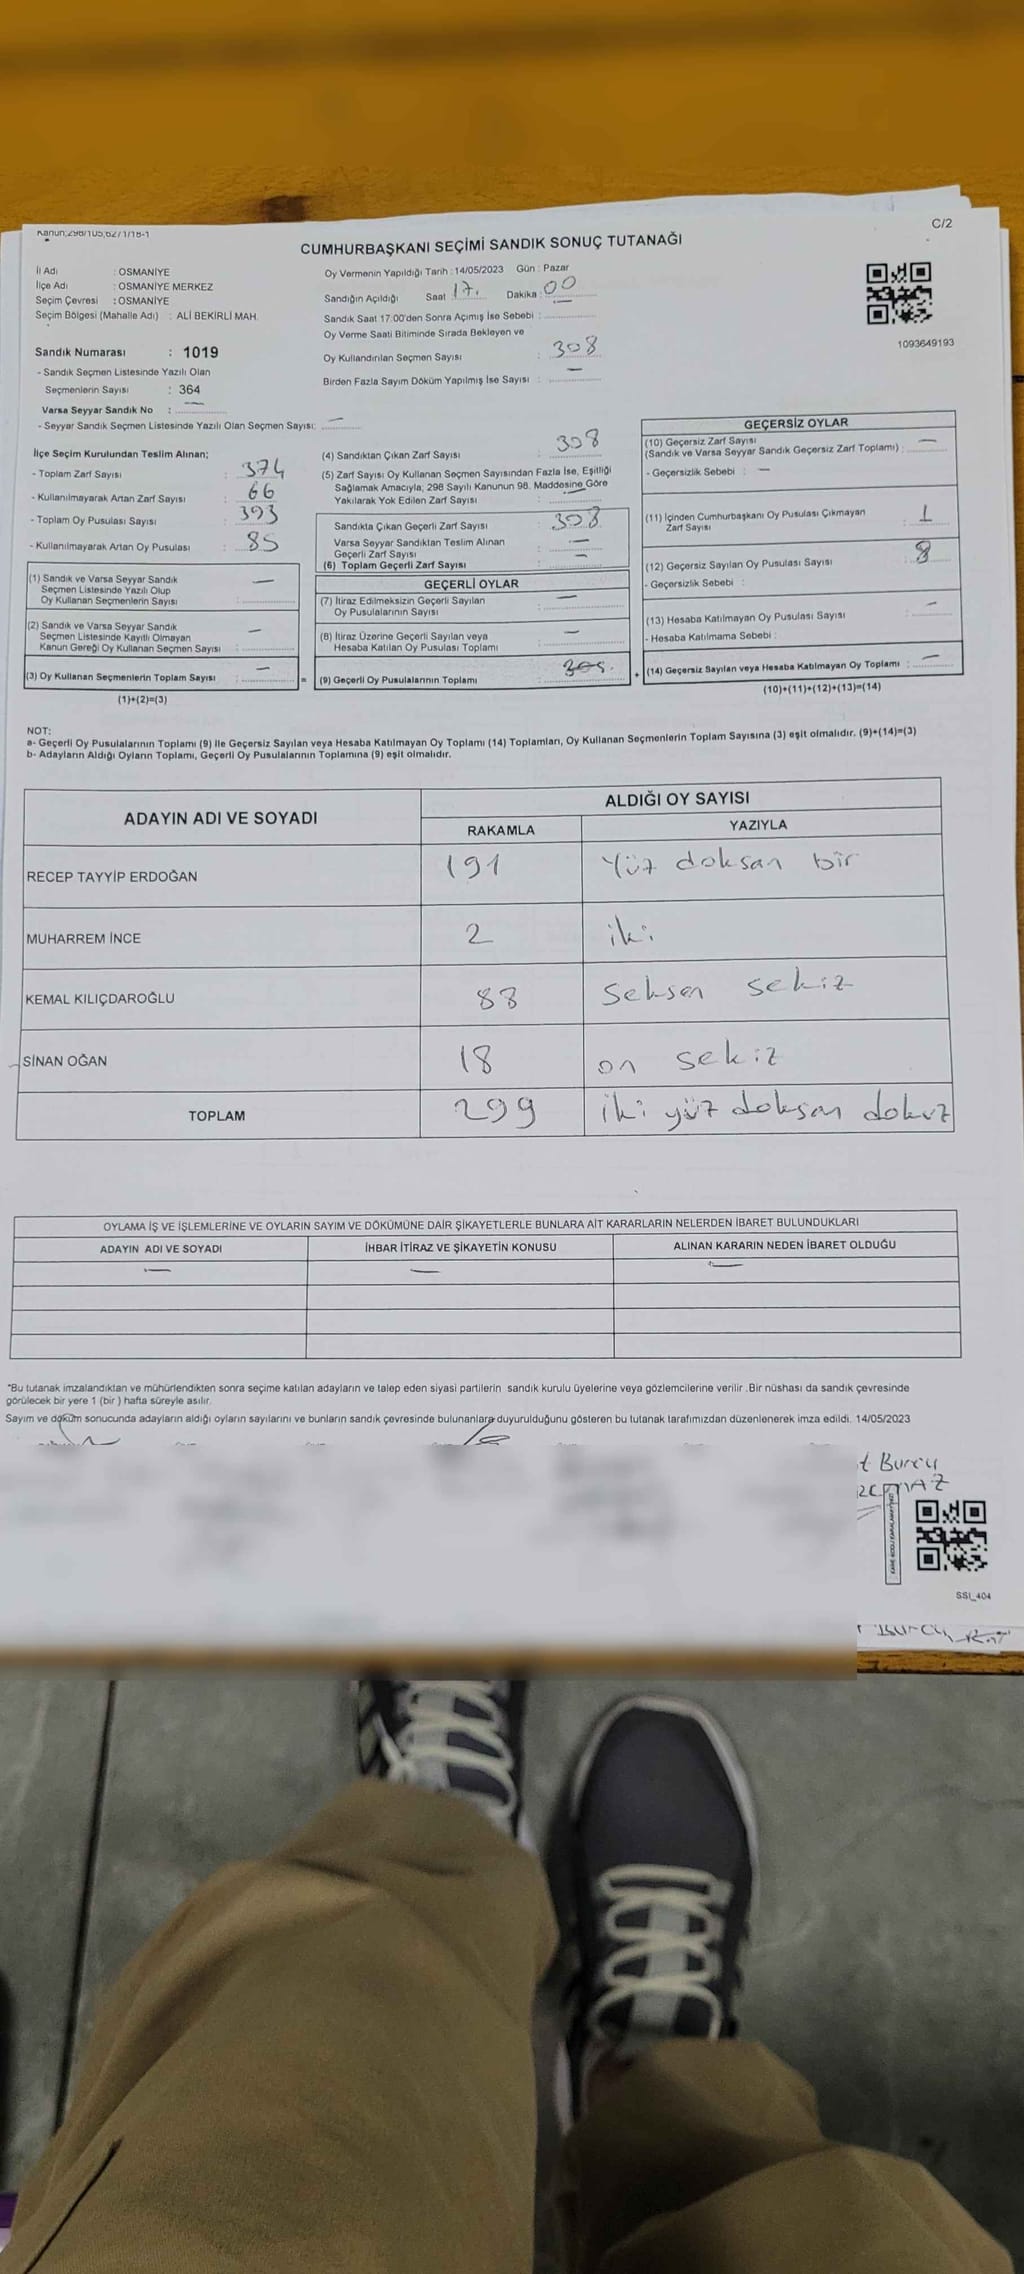 Kanun;298/105,82/1/18-1
C/2
CUMHURBAŞKANI SEÇİMİ SANDIK SONUÇ TUTANAĞI
İl Adı : OSMANİYE
İlçe Adı : OSMANİYE MERKEZ
Seçim Çevresi : OSMANİYE
Seçim Bölgesi (Mahalle Adı) : ALİ BEKİRLİ MAH.
Oy Vermenin Yapıldığı Tarih : 14/05/2023 Gün : Pazar
Sandığın Açıldığı Saat 17. Dakika : 00
Sandık Saat 17:00'den Sonra Açımış İse Sebebi : —
Oy Verme Saati Bitiminde Sırada Bekleyen ve
Oy Kullandırılan Seçmen Sayısı : 308
Birden Fazla Sayım Döküm Yapılmış İse Sayısı : —
1093649193
Sandık Numarası : 1019
- Sandık Seçmen Listesinde Yazılı Olan
Seçmenlerin Sayısı : 364
Varsa Seyyar Sandık No : —
- Seyyar Sandık Seçmen Listesinde Yazılı Olan Seçmen Sayısı: —
İlçe Seçim Kurulundan Teslim Alınan;
- Toplam Zarf Sayısı : 374
- Kullanılmayarak Artan Zarf Sayısı : 66
- Toplam Oy Pusulası Sayısı : 393
- Kullanılmayarak Artan Oy Pusulası : 85
(1) Sandık ve Varsa Seyyar Sandık
Seçmen Listesinde Yazılı Olup
Oy Kullanan Seçmenlerin Sayısı : —
(2) Sandık ve Varsa Seyyar Sandık
Seçmen Listesinde Kayıtlı Olmayan
Kanun Gereği Oy Kullanan Seçmen Sayısı : —
(3) Oy Kullanan Seçmenlerin Toplam Sayısı : — =
(1)+(2)=(3)
(4) Sandıktan Çıkan Zarf Sayısı : 308
(5) Zarf Sayısı Oy Kullanan Seçmen Sayısından Fazla İse, Eşitliği
Sağlamak Amacıyla; 298 Sayılı Kanunun 98. Maddesine Göre
Yakılarak Yok Edilen Zarf Sayısı : —
Sandıkta Çıkan Geçerli Zarf Sayısı : 308
Varsa Seyyar Sandıktan Teslim Alınan
Geçerli Zarf Sayısı : —
(6) Toplam Geçerli Zarf Sayısı : —
GEÇERLİ OYLAR
(7) İtiraz Edilmeksizin Geçerli Sayılan
Oy Pusulalarının Sayısı : —
(8) İtiraz Üzerine Geçerli Sayılan veya
Hesaba Katılan Oy Pusulası Toplamı : —
(9) Geçerli Oy Pusulalarının Toplamı : +
GEÇERSİZ OYLAR
(10) Geçersiz Zarf Sayısı
(Sandık ve Varsa Seyyar Sandık Geçersiz Zarf Toplamı) : —
- Geçersizlik Sebebi : —
(11) İçinden Cumhurbaşkanı Oy Pusulası Çıkmayan
Zarf Sayısı : 1
(12) Geçersiz Sayılan Oy Pusulası Sayısı : 8
- Geçersizlik Sebebi :
(13) Hesaba Katılmayan Oy Pusulası Sayısı : —
- Hesaba Katılmama Sebebi :
(14) Geçersiz Sayılan veya Hesaba Katılmayan Oy Toplamı : —
(10)+(11)+(12)+(13)=(14)
NOT:
a- Geçerli Oy Pusulalarının Toplamı (9) ile Geçersiz Sayılan veya Hesaba Katılmayan Oy Toplamı (14) Toplamları, Oy Kullanan Seçmenlerin Toplam Sayısına (3) eşit olmalıdır. (9)+(14)=(3)
b- Adayların Aldığı Oyların Toplamı, Geçerli Oy Pusulalarının Toplamına (9) eşit olmalıdır.
ADAYIN ADI VE SOYADI ALDIĞI OY SAYISI
RAKAMLA YAZIYLA
RECEP TAYYİP ERDOĞAN 191 Yüz doksan bir
MUHARREM İNCE 2 iki
KEMAL KILIÇDAROĞLU 88 Seksen sekiz
SİNAN OĞAN 18 on sekiz
TOPLAM 299 iki yüz doksan dokuz
OYLAMA İŞ VE İŞLEMLERİNE VE OYLARIN SAYIM VE DÖKÜMÜNE DAİR ŞİKAYETLERLE BUNLARA AİT KARARLARIN NELERDEN İBARET BULUNDUKLARI
ADAYIN ADI VE SOYADI İHBAR İTİRAZ VE ŞİKAYETİN KONUSU ALINAN KARARIN NEDEN İBARET OLDUĞU
— — —
*Bu tutanak imzalandıktan ve mühürlendikten sonra seçime katılan adayların ve talep eden siyasi partilerin sandık kurulu üyelerine veya gözlemcilerine verilir .Bir nüshası da sandık çevresinde
görülecek bir yere 1 (bir ) hafta süreyle asılır.
Sayım ve döküm sonucunda adayların aldığı oyların sayılarını ve bunların sandık çevresinde bulunanlara duyurulduğunu gösteren bu tutanak tarafımızdan düzenlenerek imza edildi. 14/05/2023
Burcu
SSI_404